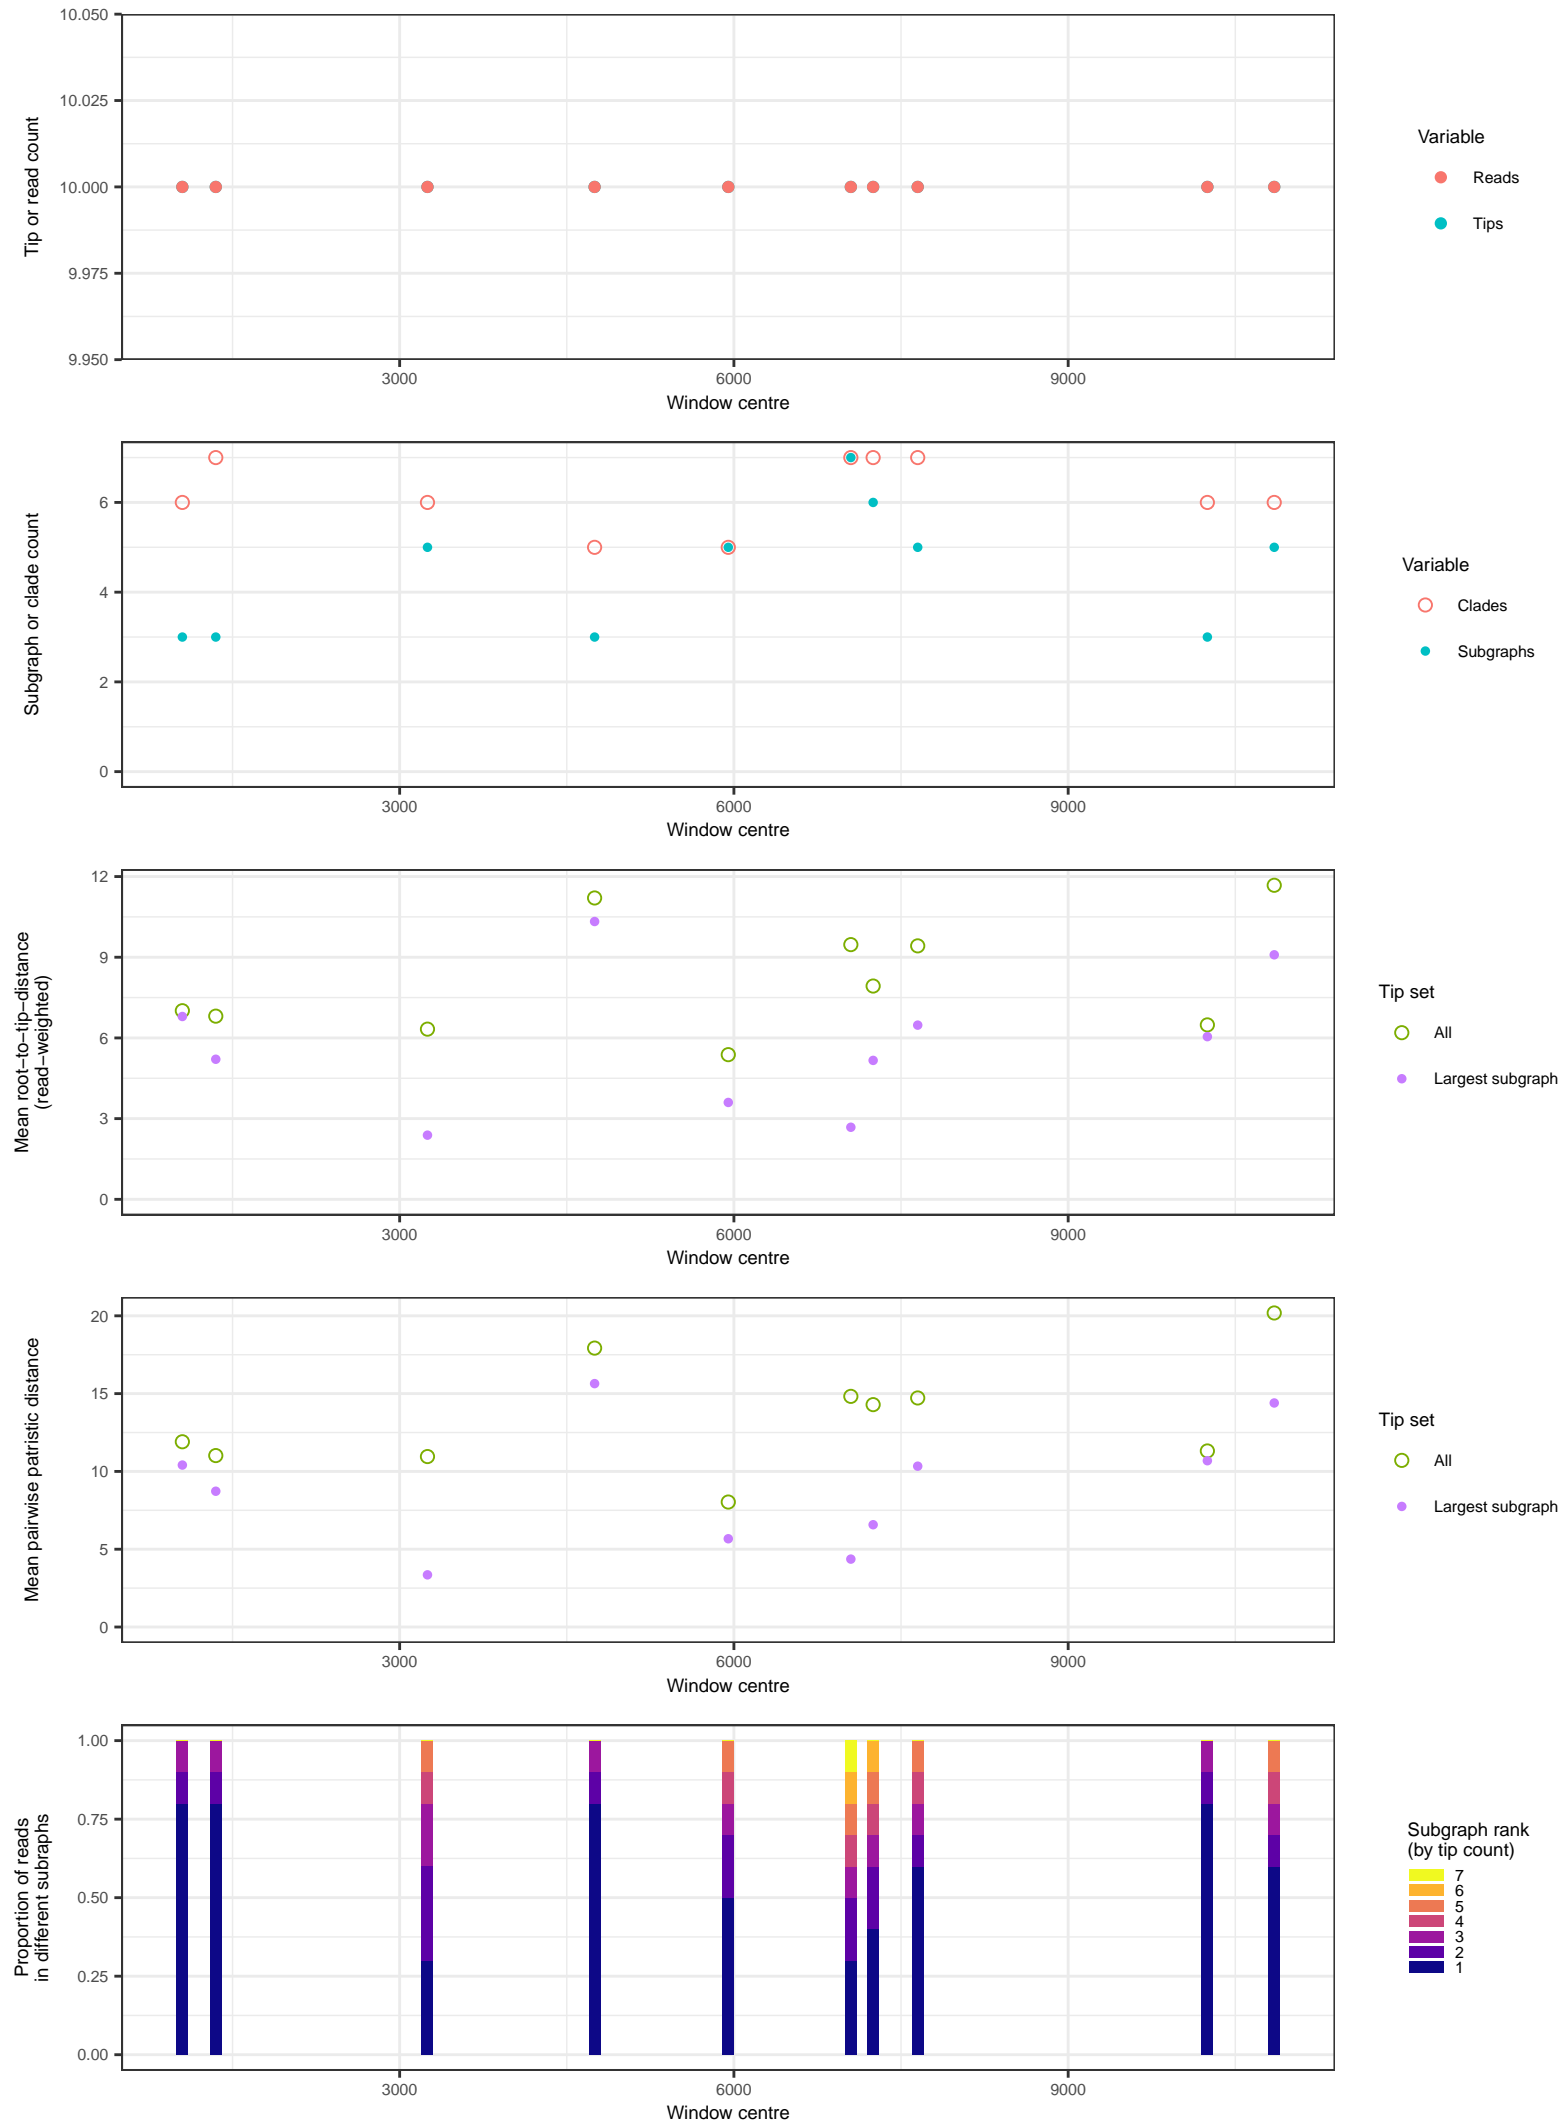 10.050
10.025
10.000
9.975
9.950
Tip or read count
3000 6000 9000
Window centre
Variable
Reads
Tips
6
4
2
0
Subgraph or clade count
3000 6000 9000
Window centre
Variable
Clades
Subgraphs
12
9
6
3
0
Mean root−to−tip−distance
(read−weighted)
3000 6000 9000
Window centre
Tip set
All
Largest subgraph
20
15
10
5
0
Mean pairwise patristic distance
3000 6000 9000
Window centre
Tip set
All
Largest subgraph
1.00
0.75
0.50
0.25
0.00
Proportion of reads
in different subraphs
3000 6000 9000
Window centre
Subgraph rank
(by tip count)
7
6
5
4
3
2
1